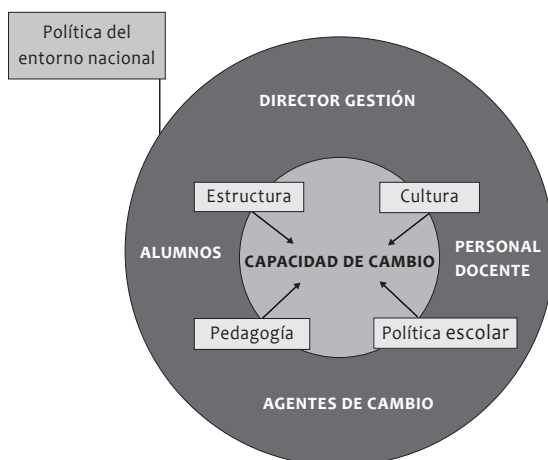 Política del
entorno nacional
DIRECTOR GESTIÓN
Estructura
Cultura
ALUMNOS
CAPACIDAD DE CAMBIO
PERSONAL
DOCENTE
Pedagogía
Política escolar
AGENTES DE CAMBIO